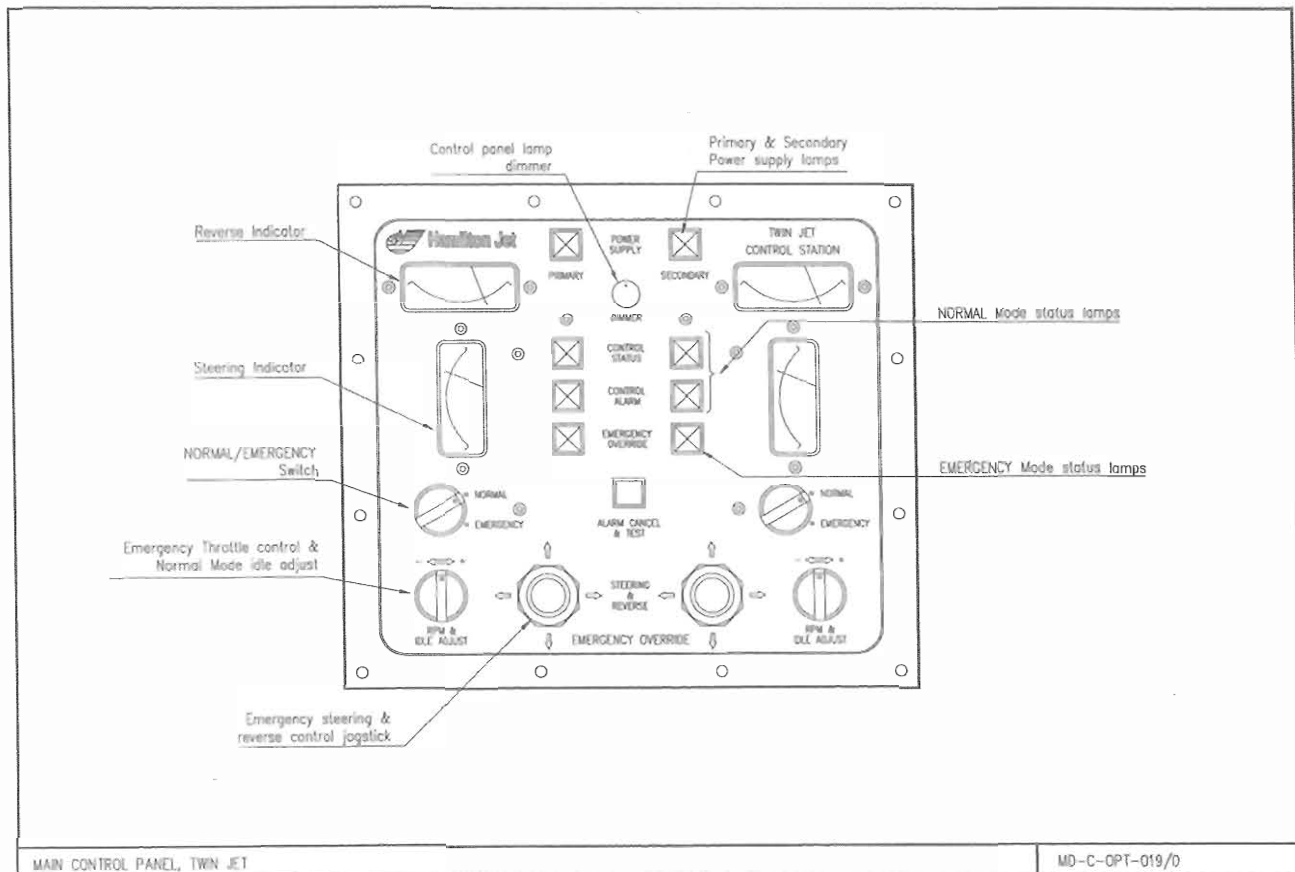 Control panel lamp
dimmer
Primary & Secondary
Power supply lamps
Reverse Indicator
Hamilton Jet
POWER
SUPPLY
TWIN JET
CONTROL STATION
PRIMARY
SECONDARY
DIMMER
NORMAL Mode status lamps
CONTROL
STATUS
Steering Indicator
CONTROL
ALARM
EMERGENCY
OVERRIDE
NORMAL/EMERGENCY
Switch
EMERGENCY Mode status lamps
NORMAL
EMERGENCY
ALARM CANCEL
& TEST
NORMAL
EMERGENCY
Emergency Throttle control &
Normal Mode idle adjust
- +
STEERING
&
REVERSE
- +
RPM &
IDLE ADJUST
EMERGENCY OVERRIDE
RPM &
IDLE ADJUST
Emergency steering &
reverse control jogstick
MAIN CONTROL PANEL, TWIN JET
MD-C-OPT-019/0